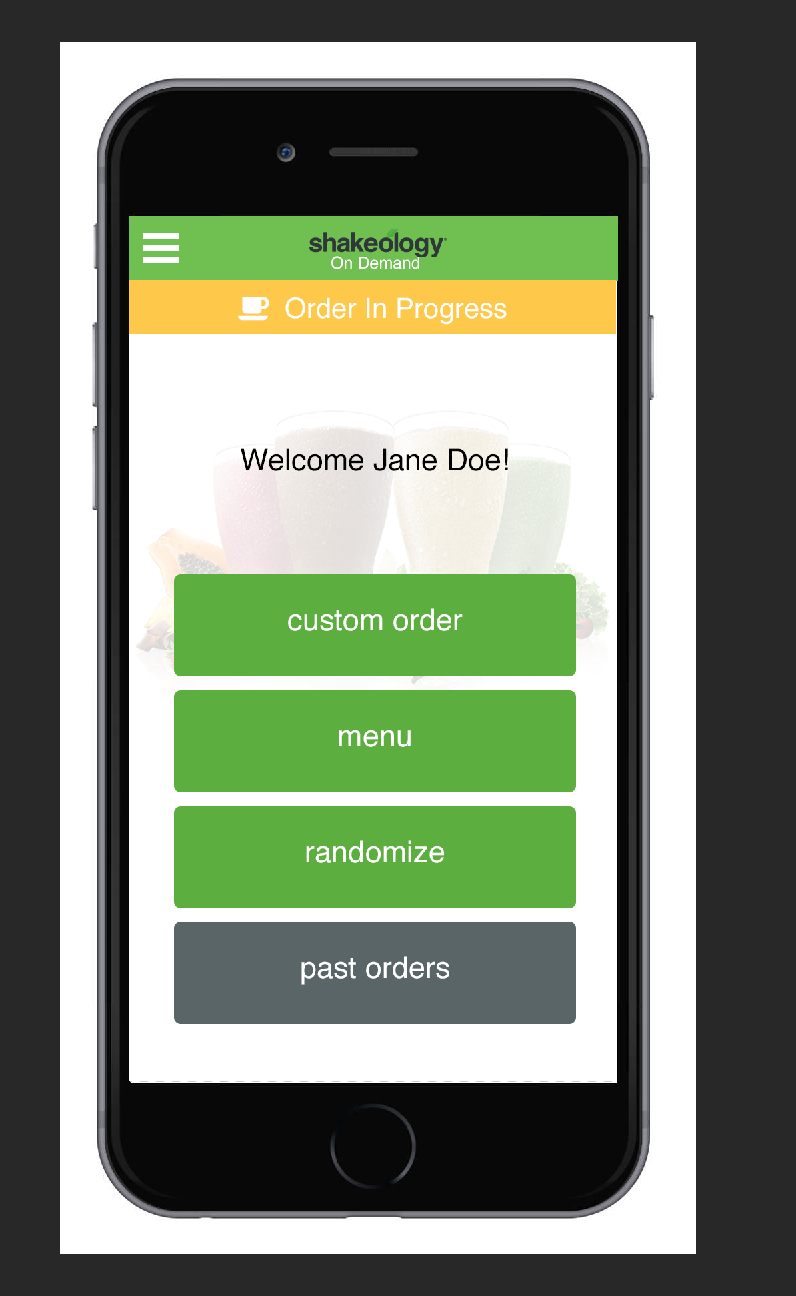 shakeology
On Demand
Order In Progress
Welcome Jane Doe!
custom order
menu
randomize
past orders